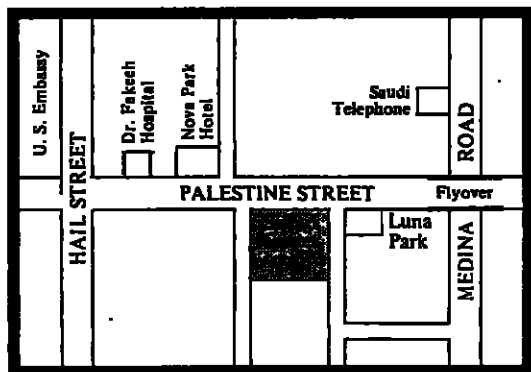 U. S. Embassy
HAIL STREET
Dr. Fakeeh
Hospital
Nova Park
Hotel
Saudi
Telephone
ROAD
PALESTINE STREET
Flyover
Luna
Park
MEDINA